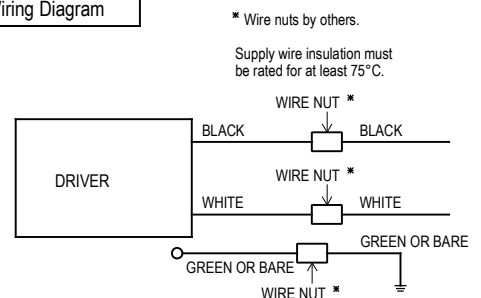 Wiring Diagram
* Wire nuts by others.
Supply wire insulation must
be rated for at least 75°C.
WIRE NUT *
BLACK BLACK
DRIVER
WIRE NUT *
WHITE WHITE
GREEN OR BARE
GREEN OR BARE
WIRE NUT *